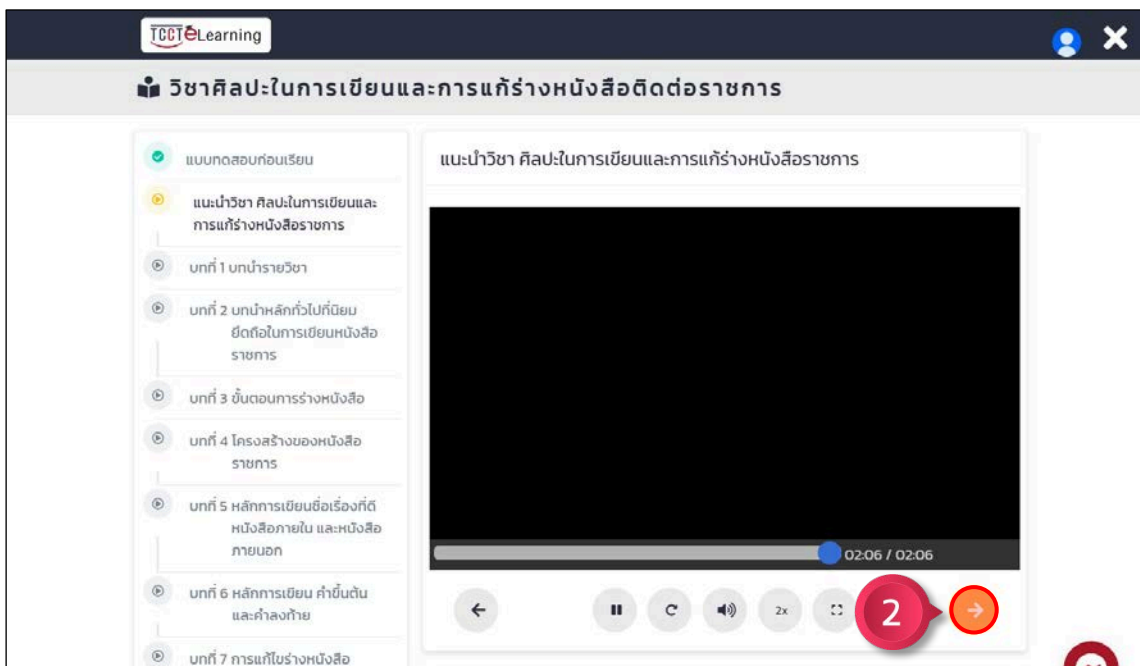 TCCT eLearning
วิชาศิลปะในการเขียนและการแก้ร่างหนังสือติดต่อราชการ
แบบทดสอบก่อนเรียน
แนะนำวิชา ศิลปะในการเขียนและ
การแก้ร่างหนังสือราชการ
บทที่ 1 บทนำรายวิชา
บทที่ 2 บทนำหลักทั่วไปที่นิยม
ยึดถือในการเขียนหนังสือ
ราชการ
บทที่ 3 ขั้นตอนการร่างหนังสือ
บทที่ 4 โครงสร้างของหนังสือ
ราชการ
บทที่ 5 หลักการเขียนชื่อเรื่องที่ดี
หนังสือภายใน และหนังสือ
ภายนอก
บทที่ 6 หลักการเขียน คำขึ้นต้น
และคำลงท้าย
บทที่ 7 การแก้ไขร่างหนังสือ
แนะนำวิชา ศิลปะในการเขียนและการแก้ร่างหนังสือราชการ
02:06 / 02:06
2x
2